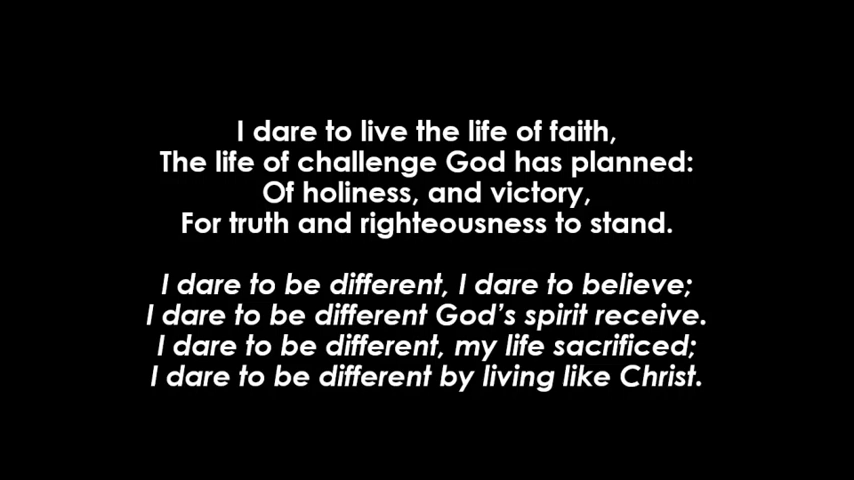 I dare to live the life of faith,
The life of challenge God has planned:
Of holiness, and victory,
For truth and righteousness to stand.
I dare to be different, I dare to believe;
I dare to be different God’s spirit receive.
I dare to be different, my life sacrificed;
I dare to be different by living like Christ.